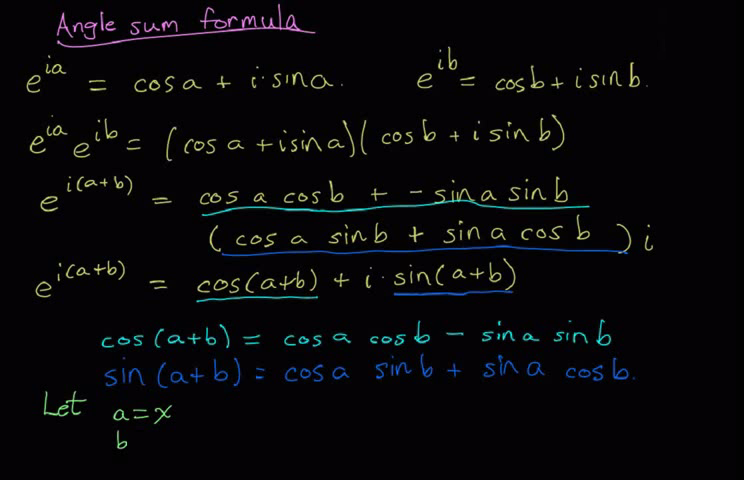 Angle sum formula
e^{ia} = cos a + i · sin a. e^{ib} = cos b + i sin b.
e^{ia} e^{ib} = (cos a + i sin a)(cos b + i sin b)
e^{i(a+b)} = cos a cos b + - sin a sin b
(cos a sin b + sin a cos b) i
e^{i(a+b)} = cos(a+b) + i · sin(a+b)
cos (a+b) = cos a cos b - sin a sin b
sin (a+b) = cos a sin b + sin a cos b.
Let a = x
b